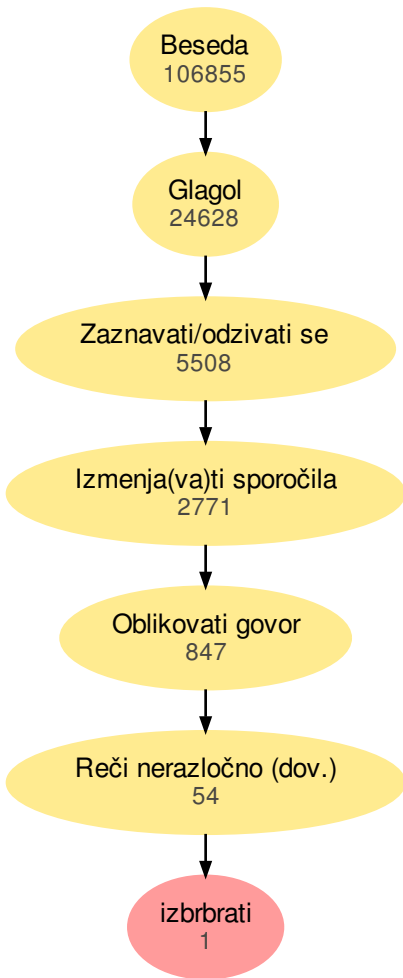 Beseda
106855
Glagol
24628
Zaznavati/odzivati se
5508
Izmenja(va)ti sporočila
2771
Oblikovati govor
847
Reči nerazločno (dov.)
54
izbrbrati
1